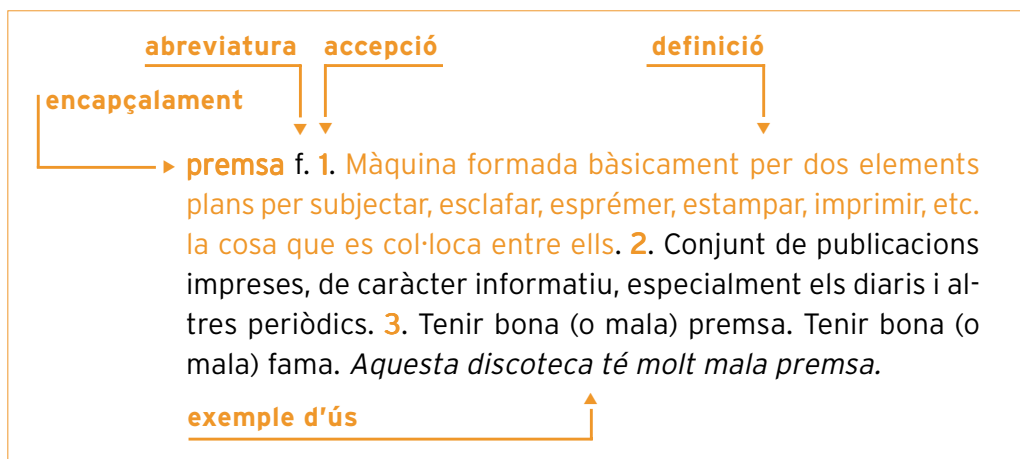 abreviatura accepció definició
encapçalament
premsa f. 1. Màquina formada bàsicament per dos elements
plans per subjectar, esclafar, esprémer, estampar, imprimir, etc.
la cosa que es col·loca entre ells. 2. Conjunt de publicacions
impreses, de caràcter informatiu, especialment els diaris i al-
tres periòdics. 3. Tenir bona (o mala) premsa. Tenir bona (o
mala) fama. Aquesta discoteca té molt mala premsa.
exemple d'ús